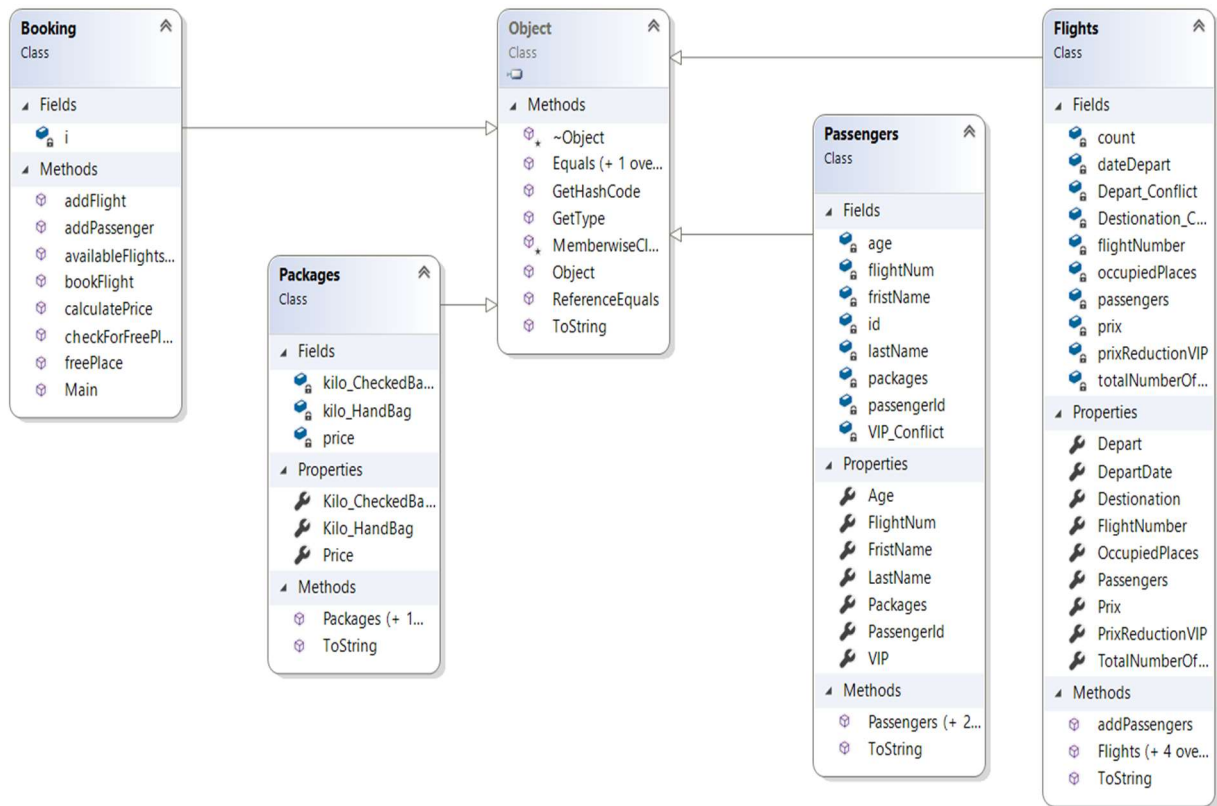 Booking
Class
Fields
i
Methods
addFlight
addPassenger
availableFlights...
bookFlight
calculatePrice
checkForFreePl...
freePlace
Main
Packages
Class
Fields
kilo_CheckedBa...
kilo_HandBag
price
Properties
Kilo_CheckedBa...
Kilo_HandBag
Price
Methods
Packages (+ 1...
ToString
Object
Class
Methods
~Object
Equals (+ 1 ove...
GetHashCode
GetType
MemberwiseCl...
Object
ReferenceEquals
ToString
Passengers
Class
Fields
age
flightNum
fristName
id
lastName
packages
passengerId
VIP_Conflict
Properties
Age
FlightNum
FristName
LastName
Packages
PassengerId
VIP
Methods
Passengers (+ 2...
ToString
Flights
Class
Fields
count
dateDepart
Depart_Conflict
Destionation_C...
flightNumber
occupiedPlaces
passengers
prix
prixReductionVIP
totalNumberOf...
Properties
Depart
DepartDate
Destionation
FlightNumber
OccupiedPlaces
Passengers
Prix
PrixReductionVIP
TotalNumberOf...
Methods
addPassengers
Flights (+ 4 ove...
ToString